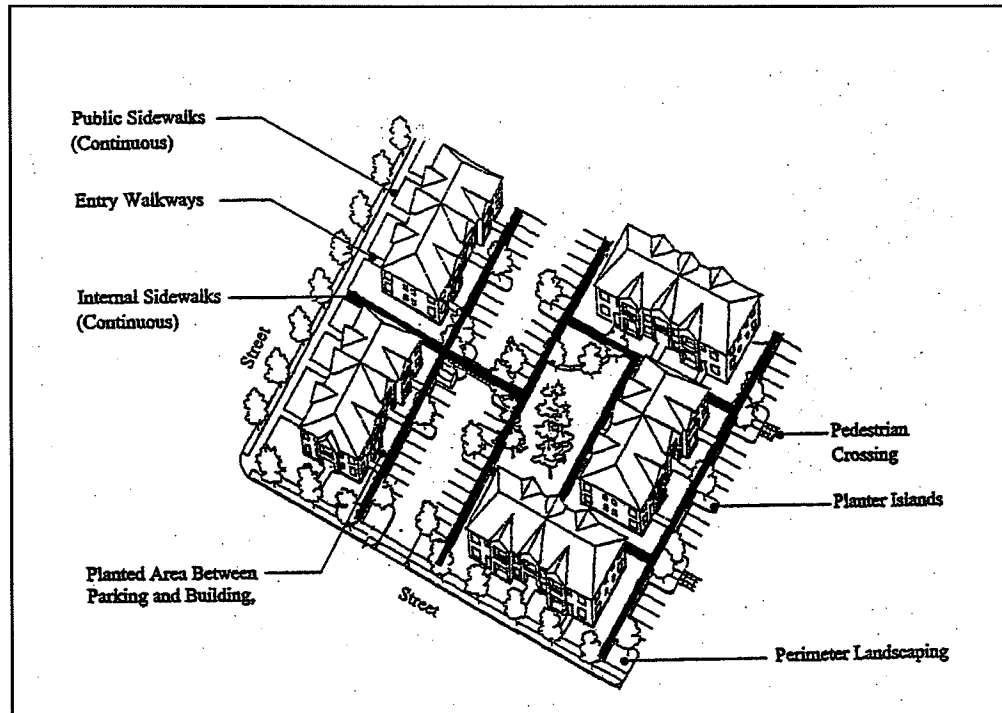 Public Sidewalks
(Continuous)
Entry Walkways
Internal Sidewalks
(Continuous)
Street
Pedestrian
Crossing
Planter Islands
Planted Area Between
Parking and Building,
Street
Perimeter Landscaping